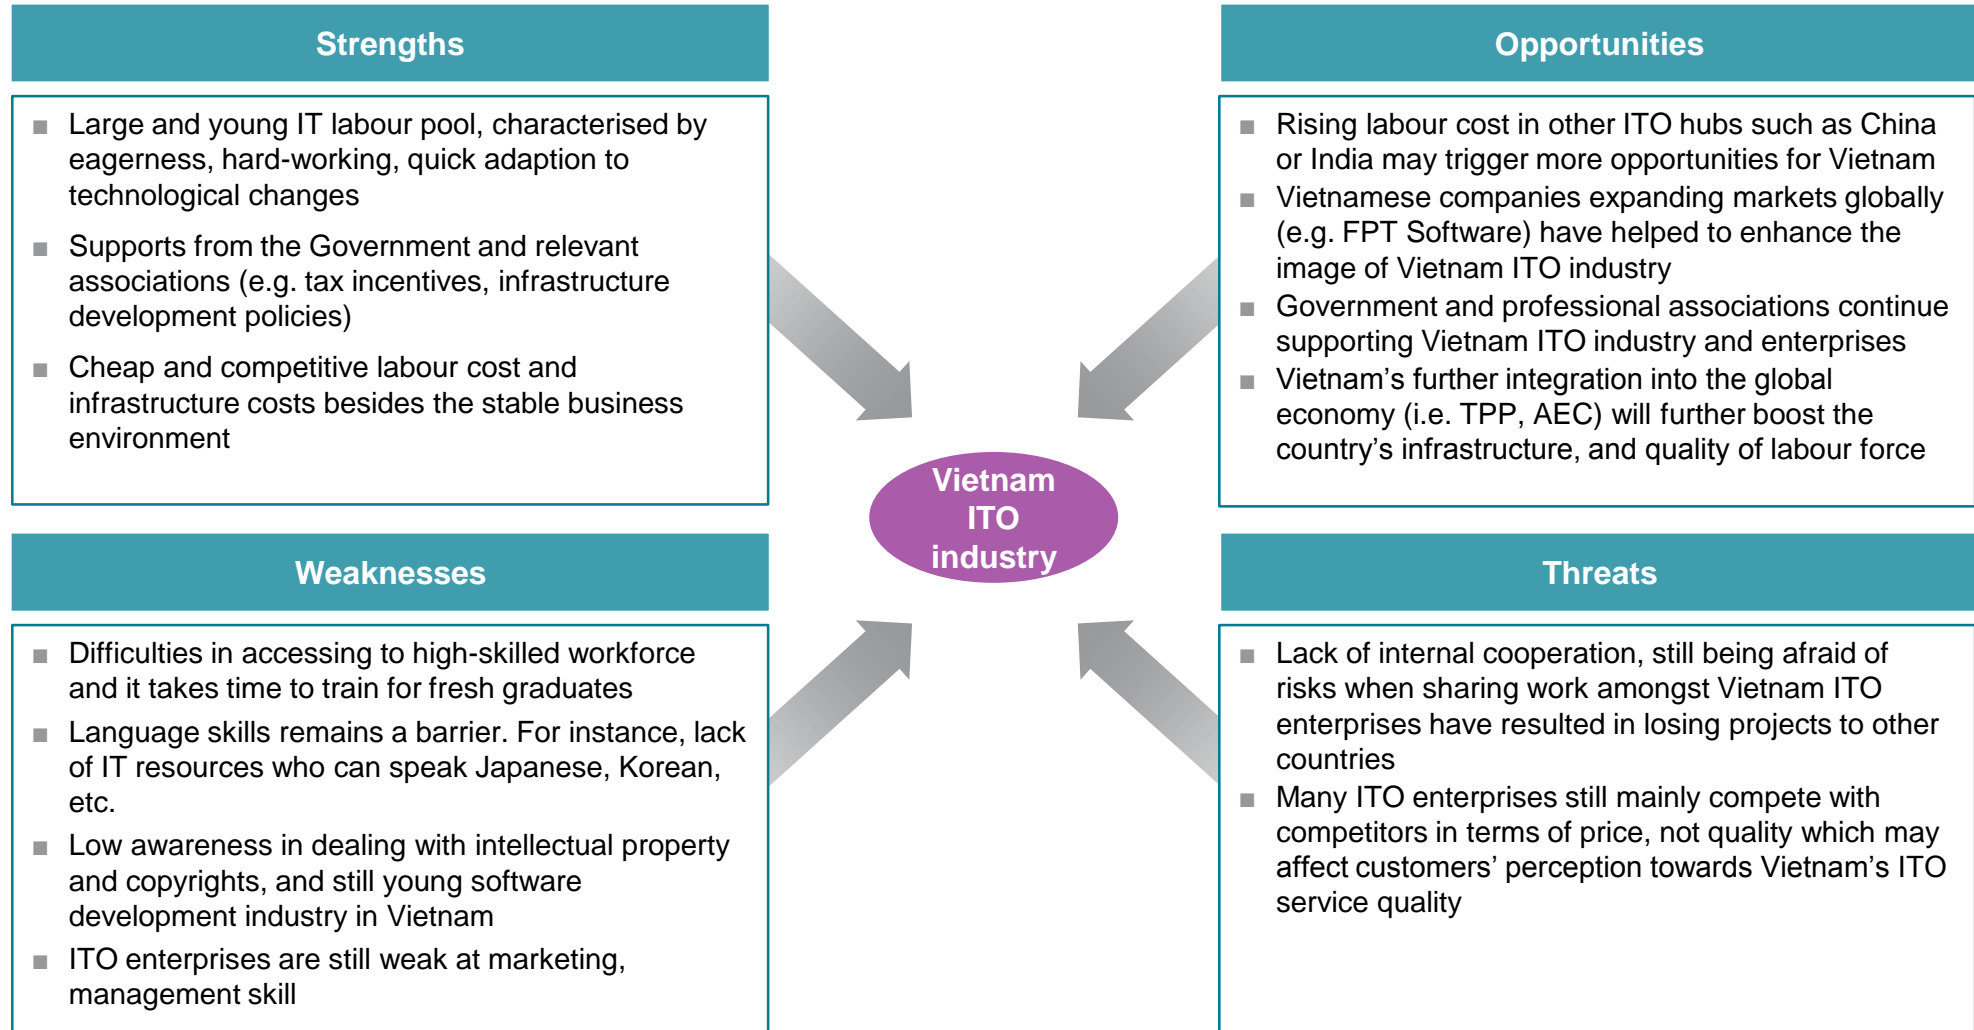 Strengths
■ Large and young IT labour pool, characterised by
eagerness, hard-working, quick adaption to
technological changes
■ Supports from the Government and relevant
associations (e.g. tax incentives, infrastructure
development policies)
■ Cheap and competitive labour cost and
infrastructure costs besides the stable business
environment
Opportunities
■ Rising labour cost in other ITO hubs such as China
or India may trigger more opportunities for Vietnam
■ Vietnamese companies expanding markets globally
(e.g. FPT Software) have helped to enhance the
image of Vietnam ITO industry
■ Government and professional associations continue
supporting Vietnam ITO industry and enterprises
■ Vietnam’s further integration into the global
economy (i.e. TPP, AEC) will further boost the
country’s infrastructure, and quality of labour force
Vietnam
ITO
industry
Weaknesses
■ Difficulties in accessing to high-skilled workforce
and it takes time to train for fresh graduates
■ Language skills remains a barrier. For instance, lack
of IT resources who can speak Japanese, Korean,
etc.
■ Low awareness in dealing with intellectual property
and copyrights, and still young software
development industry in Vietnam
■ ITO enterprises are still weak at marketing,
management skill
Threats
■ Lack of internal cooperation, still being afraid of
risks when sharing work amongst Vietnam ITO
enterprises have resulted in losing projects to other
countries
■ Many ITO enterprises still mainly compete with
competitors in terms of price, not quality which may
affect customers’ perception towards Vietnam’s ITO
service quality